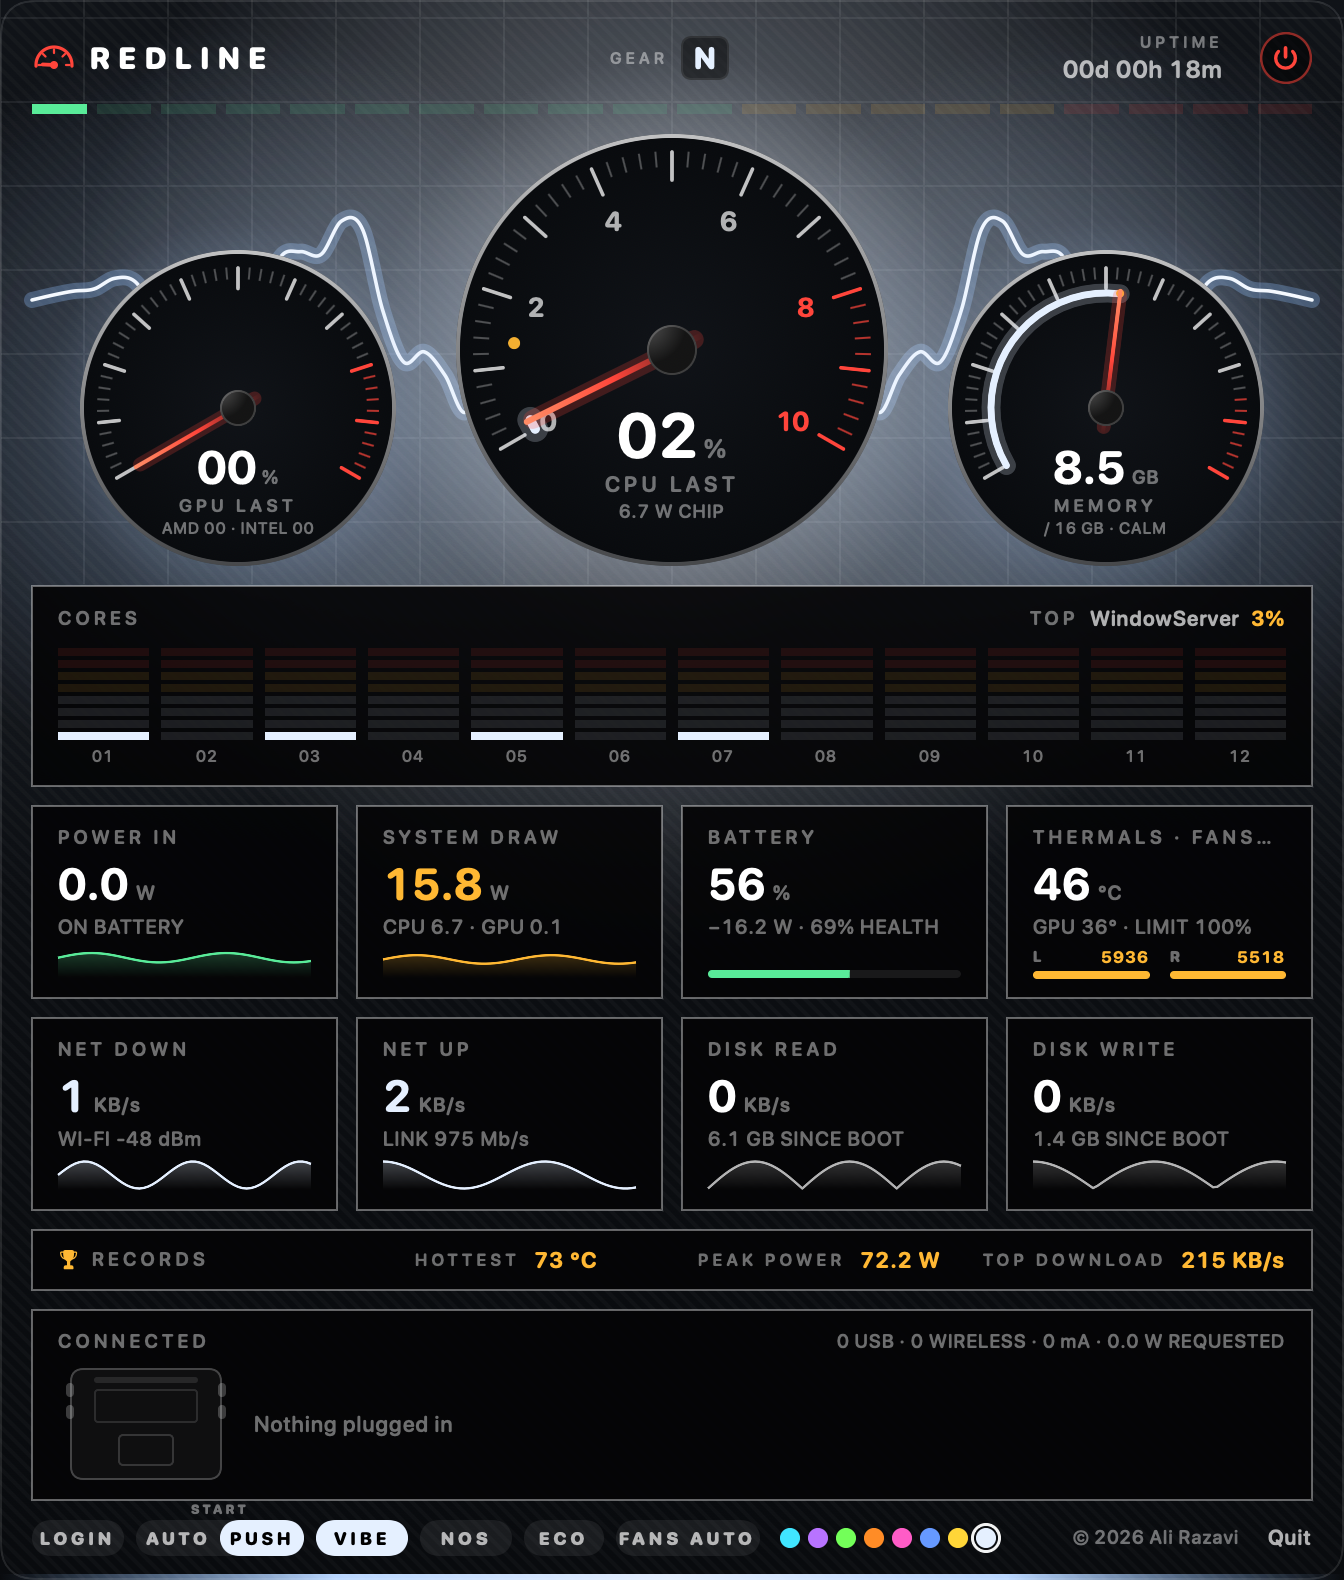 REDLINE
GEAR N
UPTIME
00d 00h 18m
4 6
2 8
0 10
00 %
GPU LAST
AMD 00 · INTEL 00
02 %
CPU LAST
6.7 W CHIP
8.5 GB
MEMORY
/ 16 GB · CALM
CORES
TOP WindowServer 3%
01 02 03 04 05 06 07 08 09 10 11 12
POWER IN
0.0 W
ON BATTERY
SYSTEM DRAW
15.8 W
CPU 6.7 · GPU 0.1
BATTERY
56 %
−16.2 W · 69% HEALTH
THERMALS · FANS...
46 °C
GPU 36° · LIMIT 100%
L 5936 R 5518
NET DOWN
1 KB/s
WI-FI -48 dBm
NET UP
2 KB/s
LINK 975 Mb/s
DISK READ
0 KB/s
6.1 GB SINCE BOOT
DISK WRITE
0 KB/s
1.4 GB SINCE BOOT
RECORDS HOTTEST 73 °C PEAK POWER 72.2 W TOP DOWNLOAD 215 KB/s
CONNECTED
0 USB · 0 WIRELESS · 0 mA · 0.0 W REQUESTED
Nothing plugged in
START
LOGIN AUTO PUSH VIBE NOS ECO FANS AUTO © 2026 Ali Razavi Quit